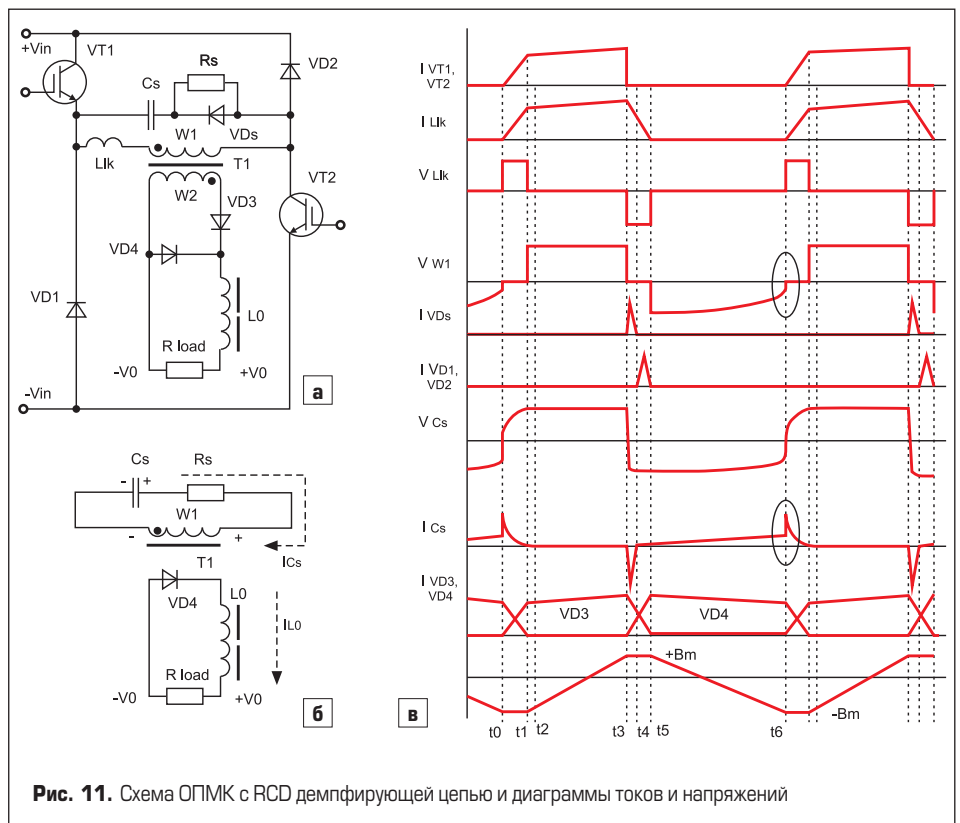 +Vin
VT1
Rs
VD2
Cs
VDs
W1
Llk
T1
VT2
W2
VD3
VD4
VD1
L0
R load
-V0
+V0
а
-Vin
Cs
Rs
-
+
W1
-
+
T1
ICs
VD4
L0
IL0
R load
-V0
+V0
б
I VT1,
VT2
I Llk
V Llk
V W1
I VDs
I VD1,
VD2
V Cs
I Cs
I VD3,
VD4
VD3
VD4
+Bm
-Bm
в
t0
t1
t2
t3
t4
t5
t6
Рис. 11. Схема ОПМК с RCD демпфирующей цепью и диаграммы токов и напряжений